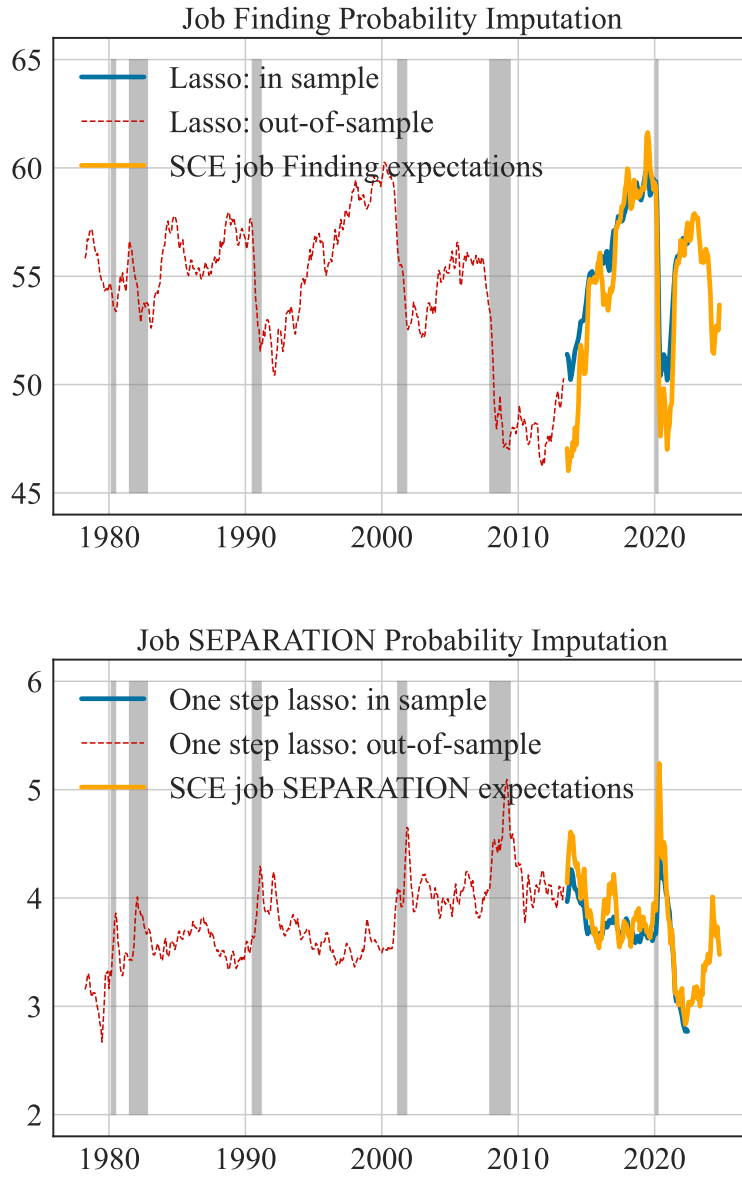 Job Finding Probability Imputation
65
60
55
50
45
Lasso: in sample
Lasso: out-of-sample
SCE job Finding expectations
1980 1990 2000 2010 2020
Job SEPARATION Probability Imputation
6
5
4
3
2
One step lasso: in sample
One step lasso: out-of-sample
SCE job SEPARATION expectations
1980 1990 2000 2010 2020